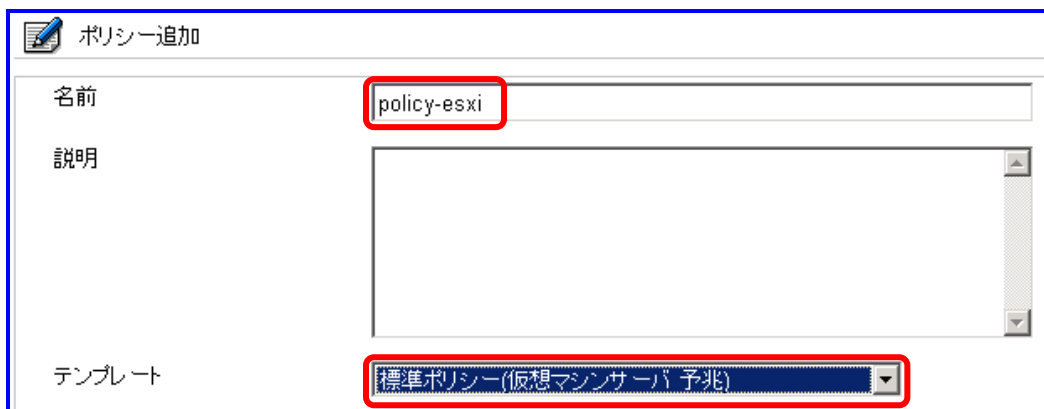 ポリシー追加
名前
policy-esxi
説明
テンプレート
標準ポリシー(仮想マシンサーバ 予兆)